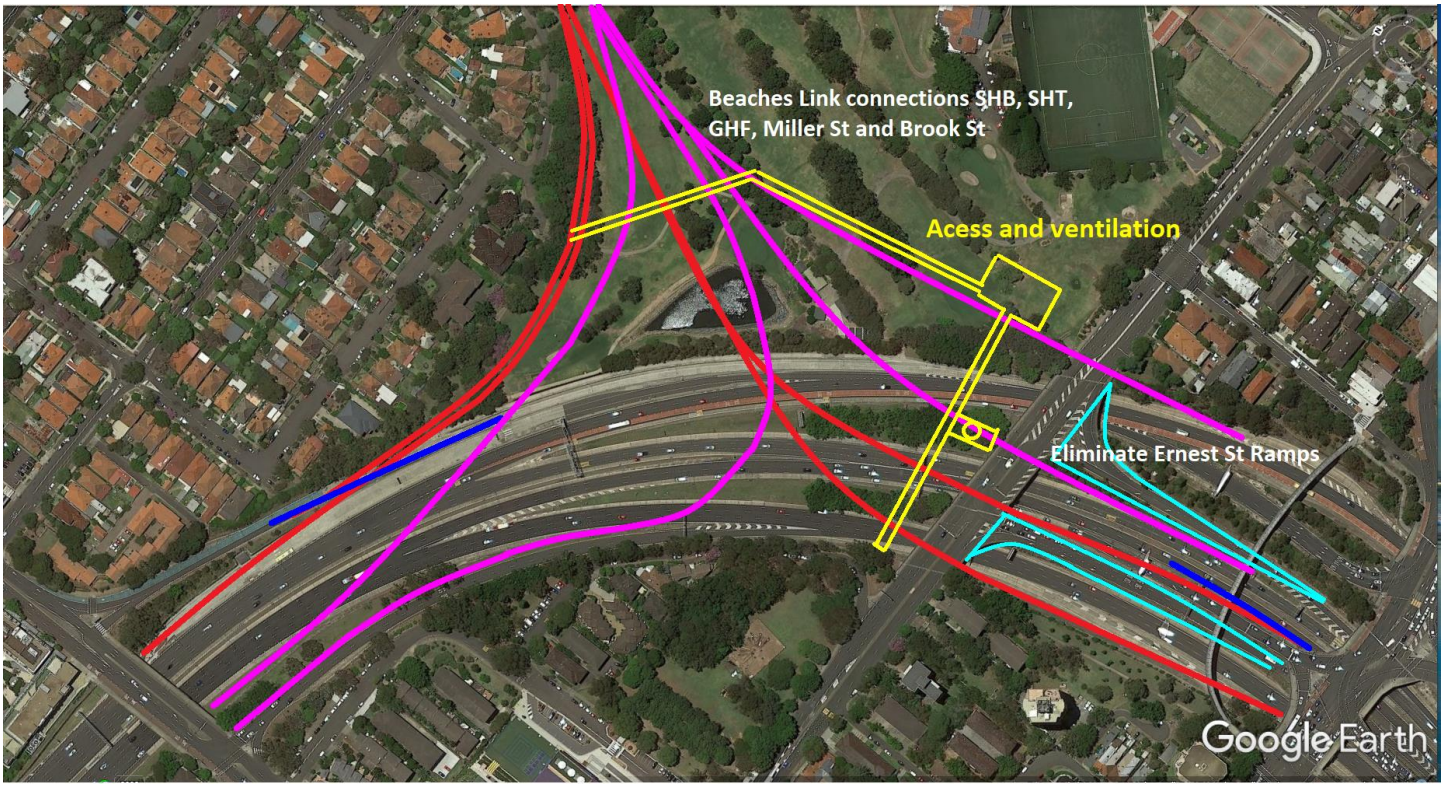 Beaches Link connections SHB, SHT,
GHF, Miller St and Brook St
Acess and ventilation
Eliminate Ernest St Ramps
Google Earth